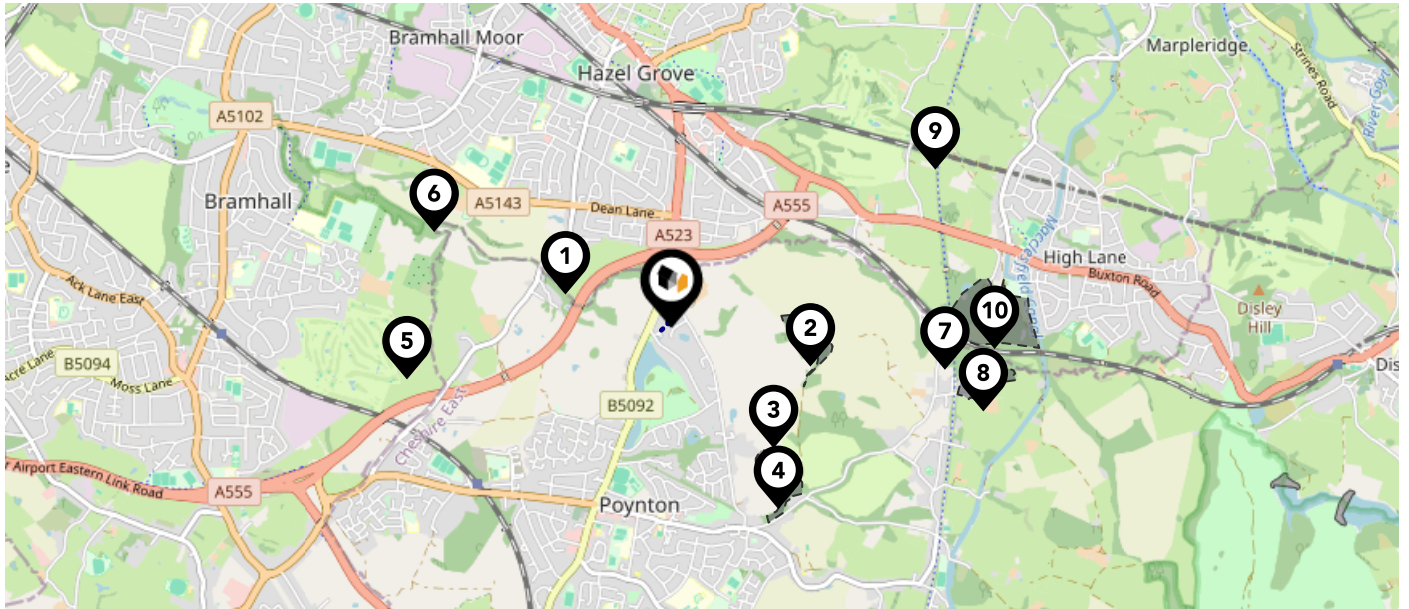 Bramhall Moor
Marpleridge
Hazel Grove
Strines Road
River Goyt
A5102
9
6
Bramhall
A5143
Dean Lane
A555
A523
1
Macclesfield Canal
High Lane
Buxton Road
Ack Lane East
10
Disley
Hill
5
2
7
Acre Lane
B5094
Moss Lane
8
Dis
B5092
3
Cheshire East
4
r Airport Eastern Link Road
A555
Poynton